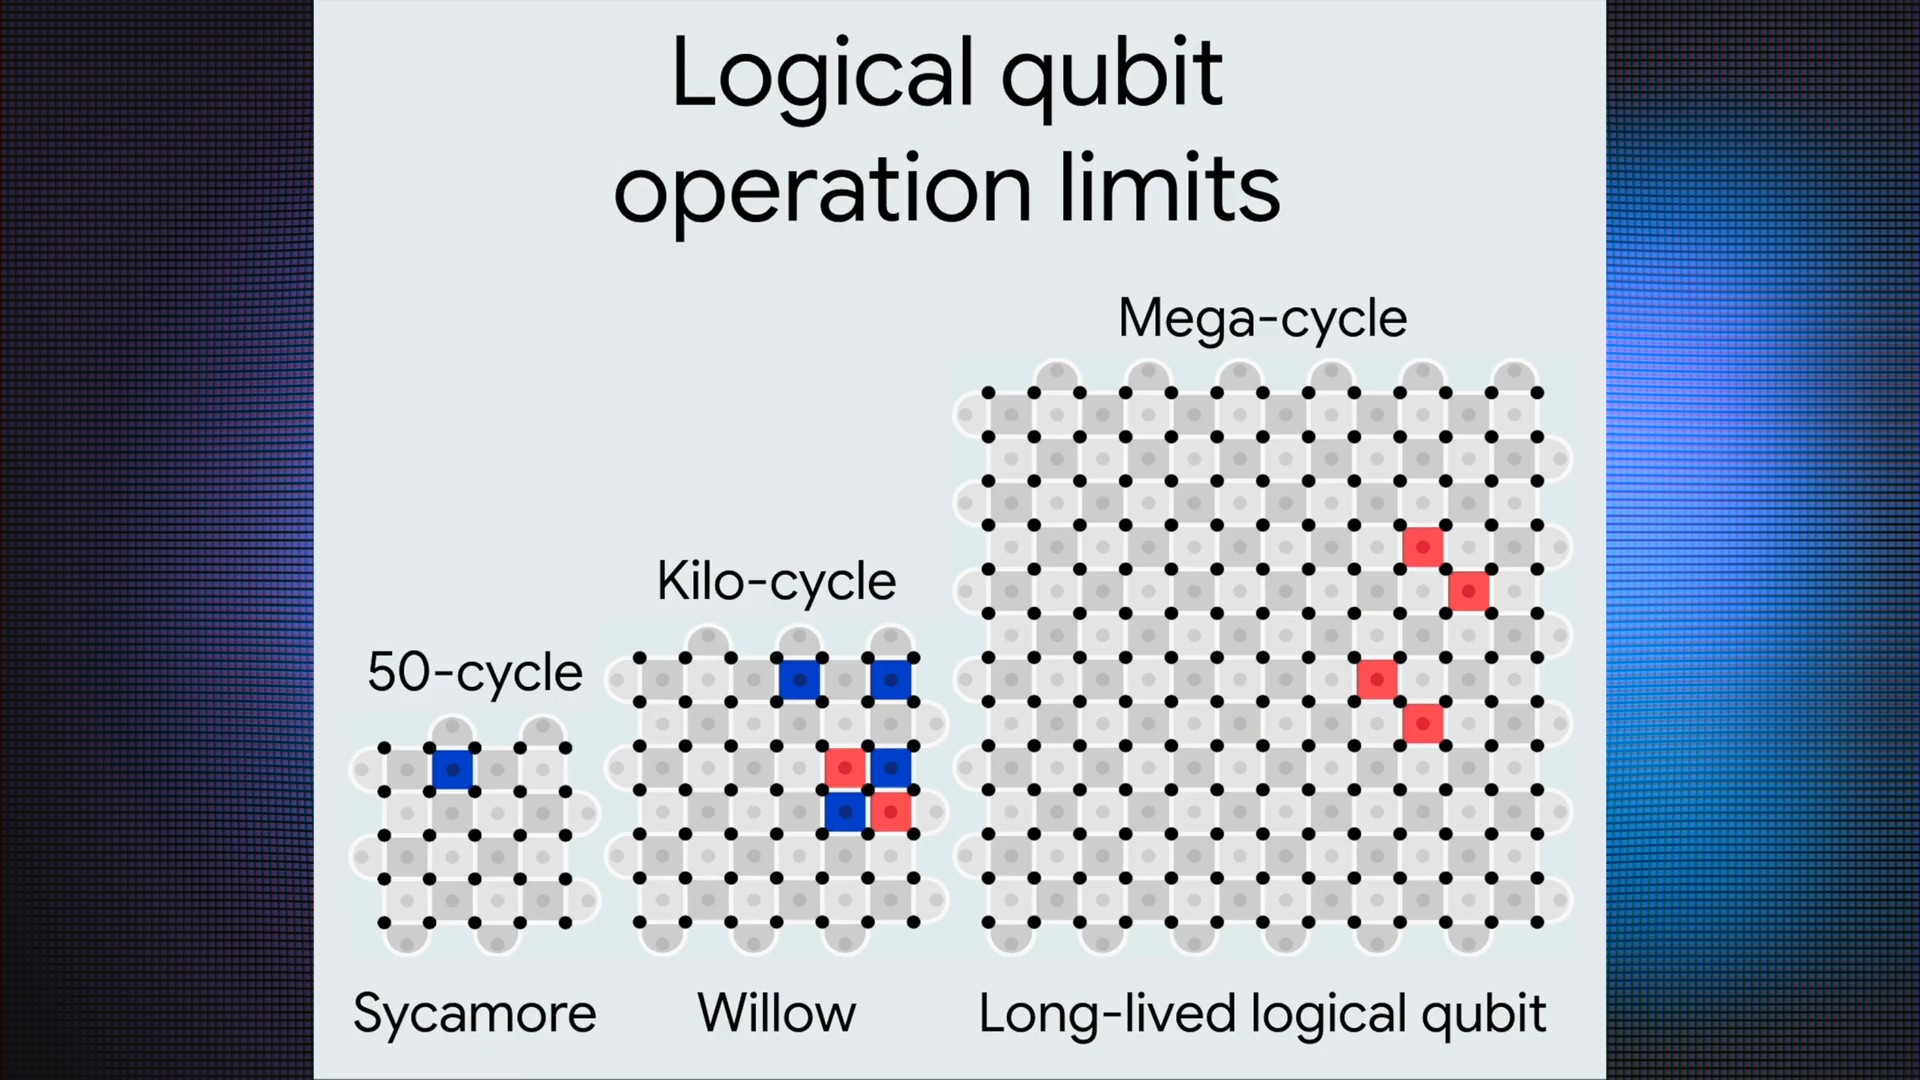 Logical qubit
operation limits
Mega-cycle
Kilo-cycle
50-cycle
Sycamore
Willow
Long-lived logical qubit